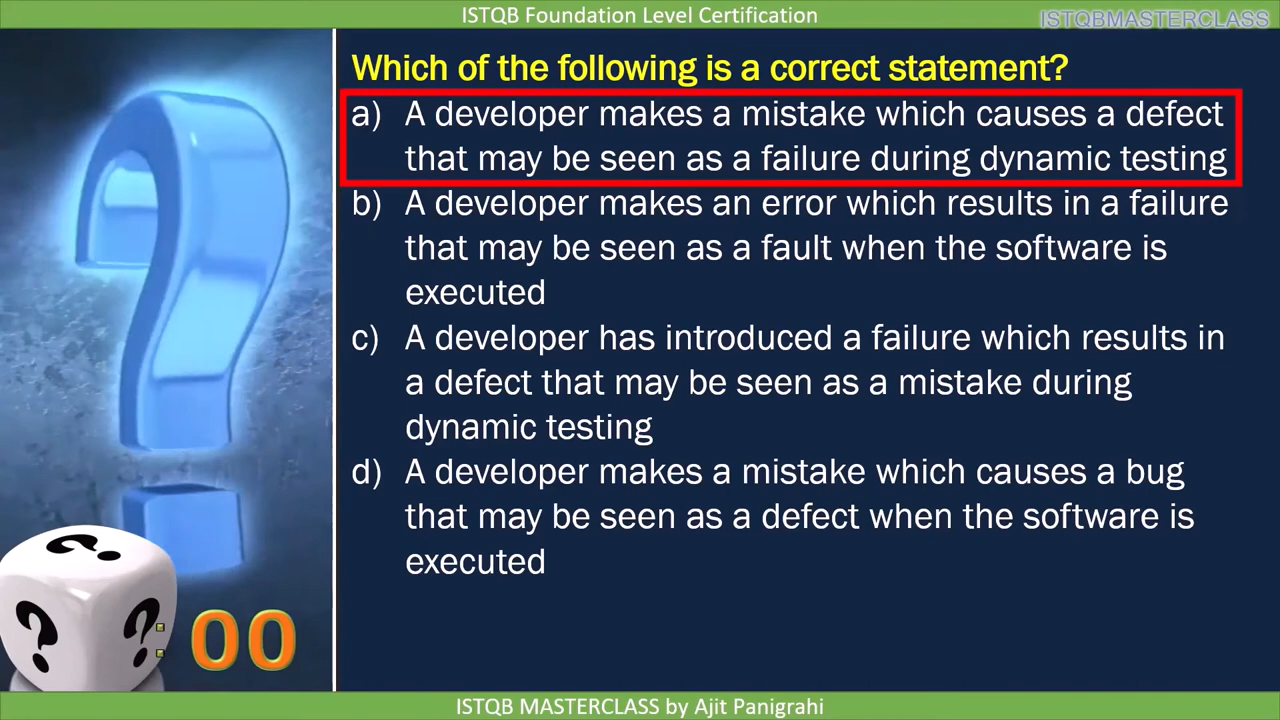 ISTQB Foundation Level Certification
ISTQBMASTERCLASS
Which of the following is a correct statement?
a) A developer makes a mistake which causes a defect
that may be seen as a failure during dynamic testing
b) A developer makes an error which results in a failure
that may be seen as a fault when the software is
executed
c) A developer has introduced a failure which results in
a defect that may be seen as a mistake during
dynamic testing
d) A developer makes a mistake which causes a bug
that may be seen as a defect when the software is
executed
? ? ?
: 00
ISTQB MASTERCLASS by Ajit Panigrahi